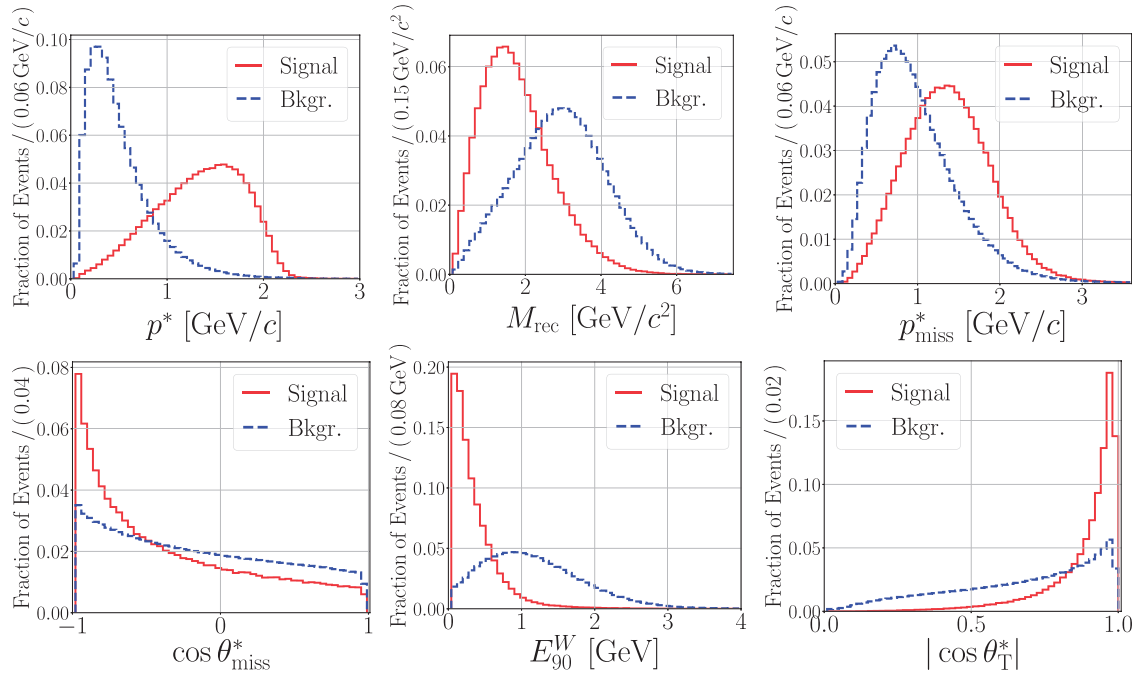 Fraction of Events / (0.06 GeV/c)
0.10
0.08
0.06
0.04
0.02
0.00
Signal
Bkgr.
0 1 2 3
p* [GeV/c]
Fraction of Events / (0.15 GeV/c²)
0.06
0.04
0.02
0.00
Signal
Bkgr.
0 2 4 6
M_rec [GeV/c²]
Fraction of Events / (0.06 GeV/c)
0.05
0.04
0.03
0.02
0.01
0.00
Signal
Bkgr.
0 1 2 3
p*_miss [GeV/c]
Fraction of Events / (0.04)
0.08
0.06
0.04
0.02
0.00
Signal
Bkgr.
−1 0 1
cos θ*_miss
Fraction of Events / (0.08 GeV)
0.20
0.15
0.10
0.05
0.00
Signal
Bkgr.
0 1 2 3 4
E^W_90 [GeV]
Fraction of Events / (0.02)
0.15
0.10
0.05
0.00
Signal
Bkgr.
0.0 0.5 1.0
| cos θ*_T|